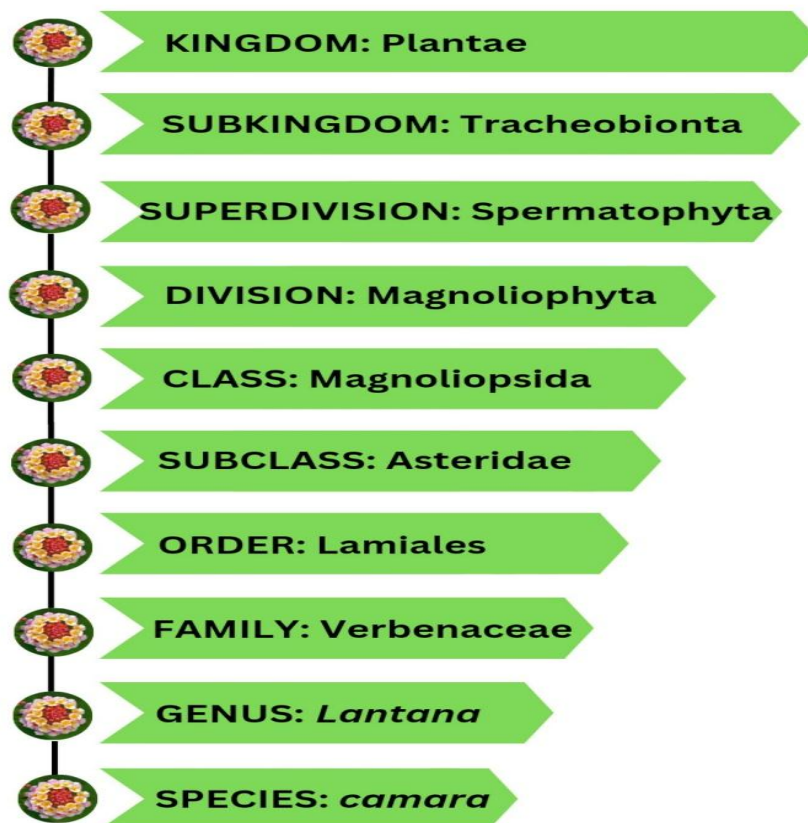 KINGDOM: Plantae
SUBKINGDOM: Tracheobionta
SUPERDIVISION: Spermatophyta
DIVISION: Magnoliophyta
CLASS: Magnoliopsida
SUBCLASS: Asteridae
ORDER: Lamiales
FAMILY: Verbenaceae
GENUS: Lantana
SPECIES: camara